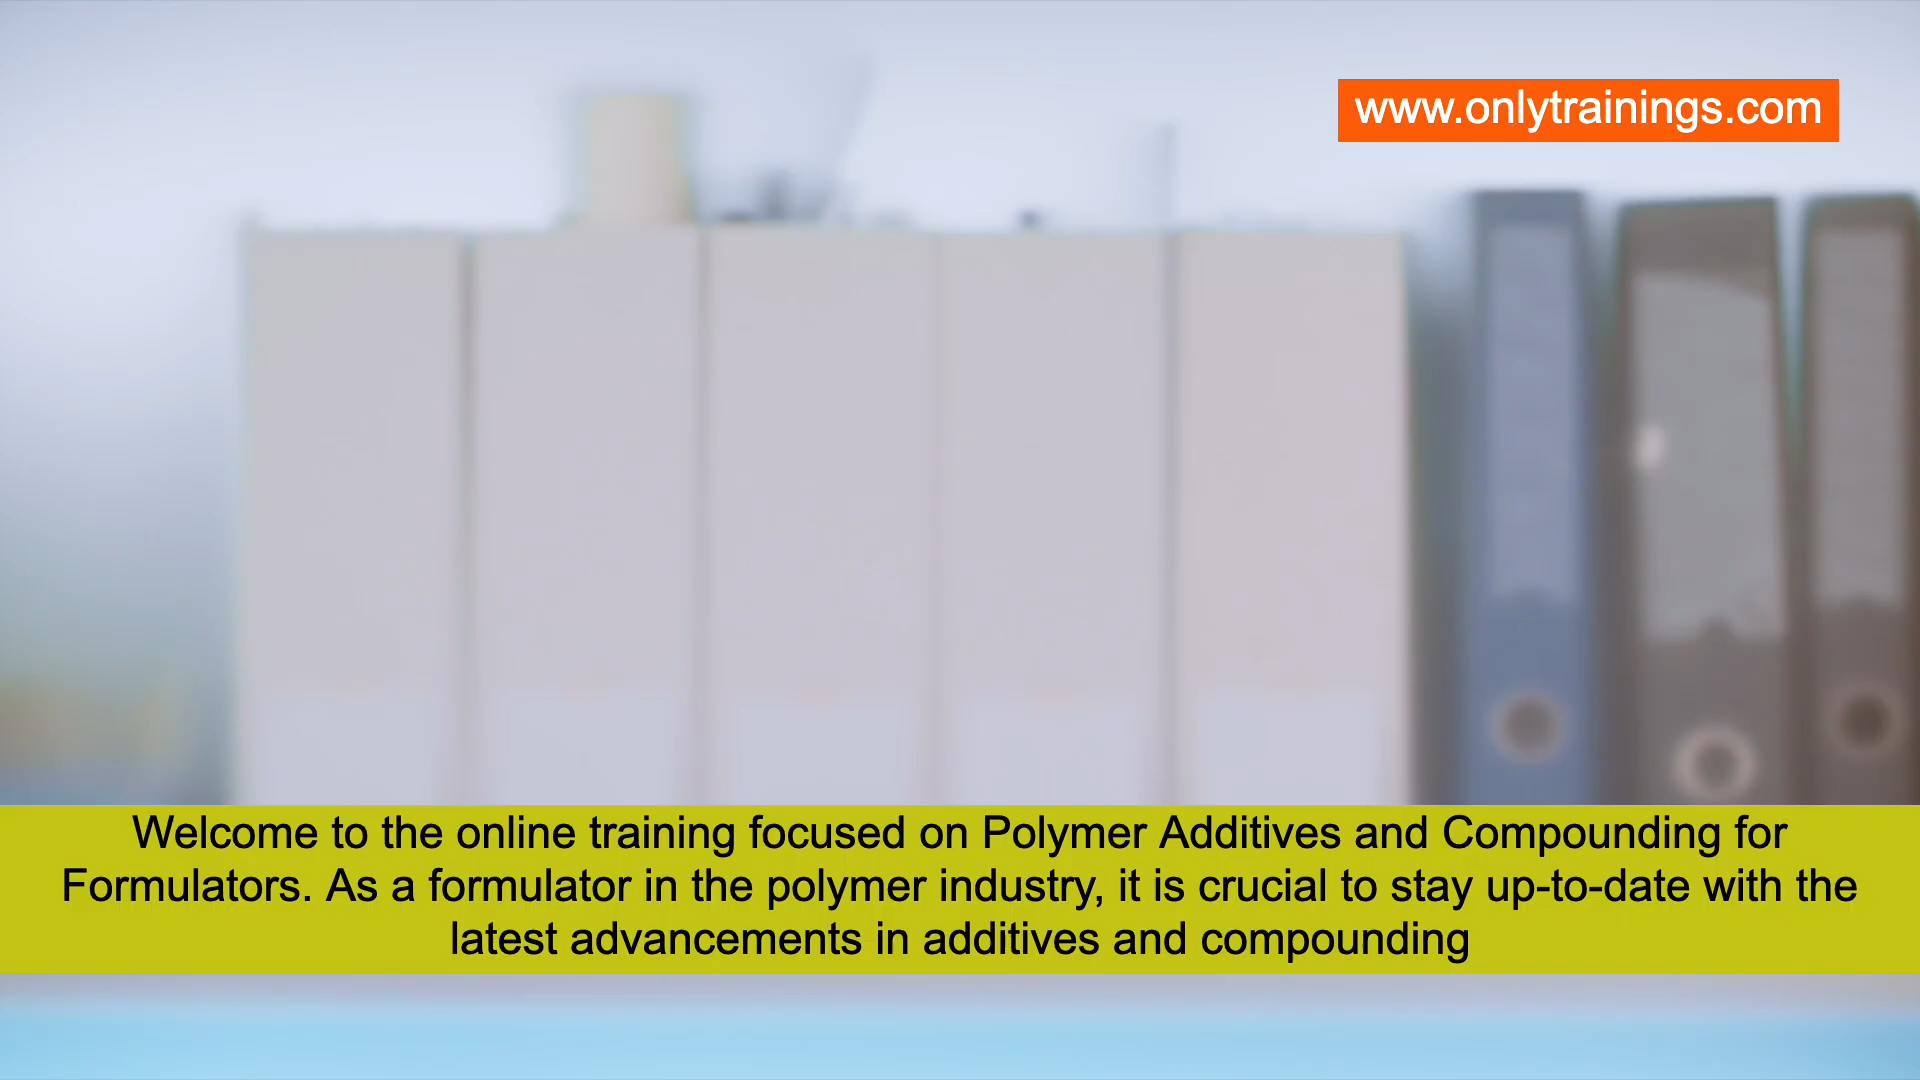 www.onlytrainings.com
Welcome to the online training focused on Polymer Additives and Compounding for
Formulators. As a formulator in the polymer industry, it is crucial to stay up-to-date with the
latest advancements in additives and compounding